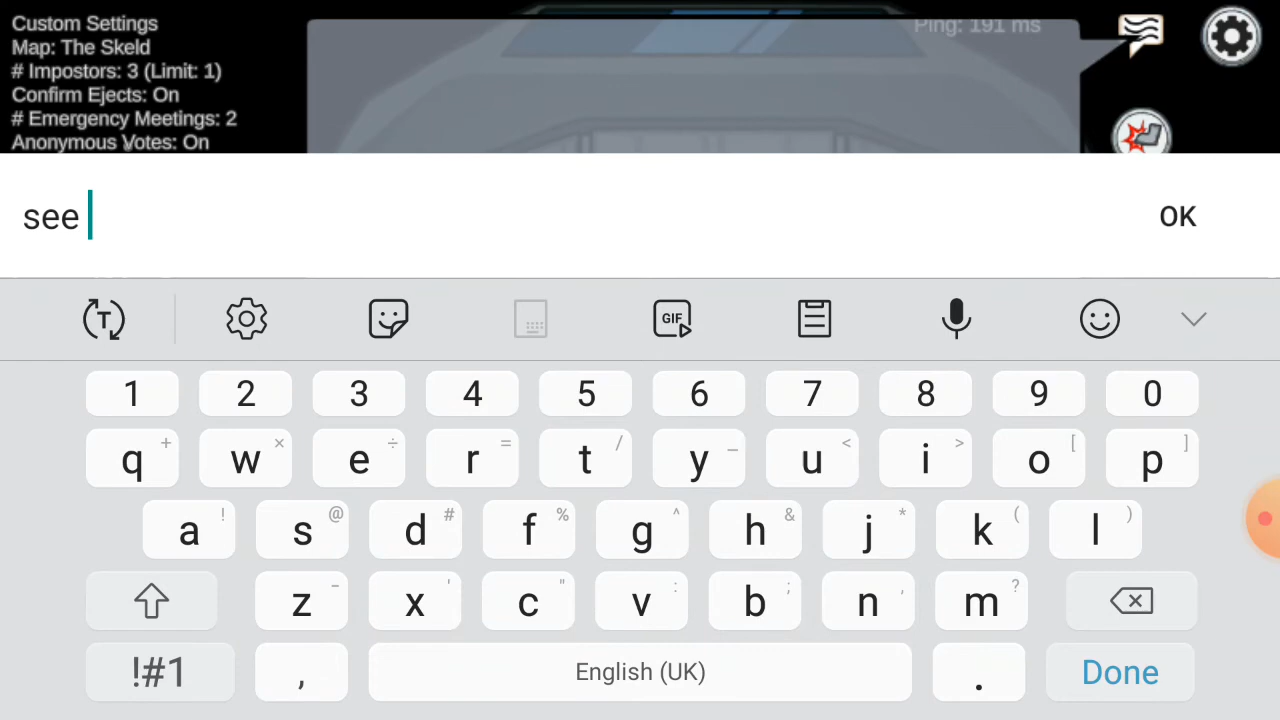 Custom Settings
Map: The Skeld
# Impostors: 3 (Limit: 1)
Confirm Ejects: On
# Emergency Meetings: 2
Anonymous Votes: On
Ping: 191 ms
see
OK
T
GIF
1 2 3 4 5 6 7 8 9 0
q + w × e ÷ r = t / y _ u < i > o [ p ]
a ! s @ d # f % g ^ h & j * k ( l )
z - x ' c " v : b ; n , m ?
!#1 , English (UK) . Done